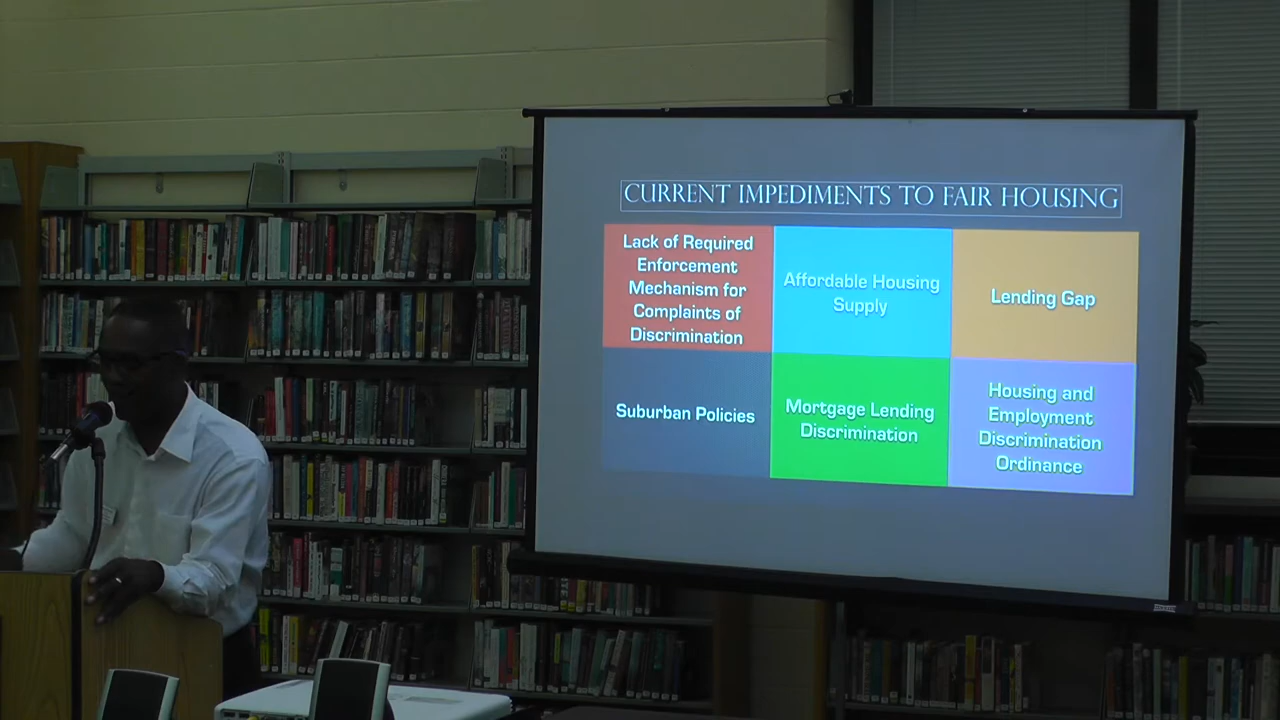 CURRENT IMPEDIMENTS TO FAIR HOUSING
Lack of Required
Enforcement
Mechanism for
Complaints of
Discrimination
Affordable Housing
Supply
Lending Gap
Suburban Policies
Mortgage Lending
Discrimination
Housing and
Employment
Discrimination
Ordinance